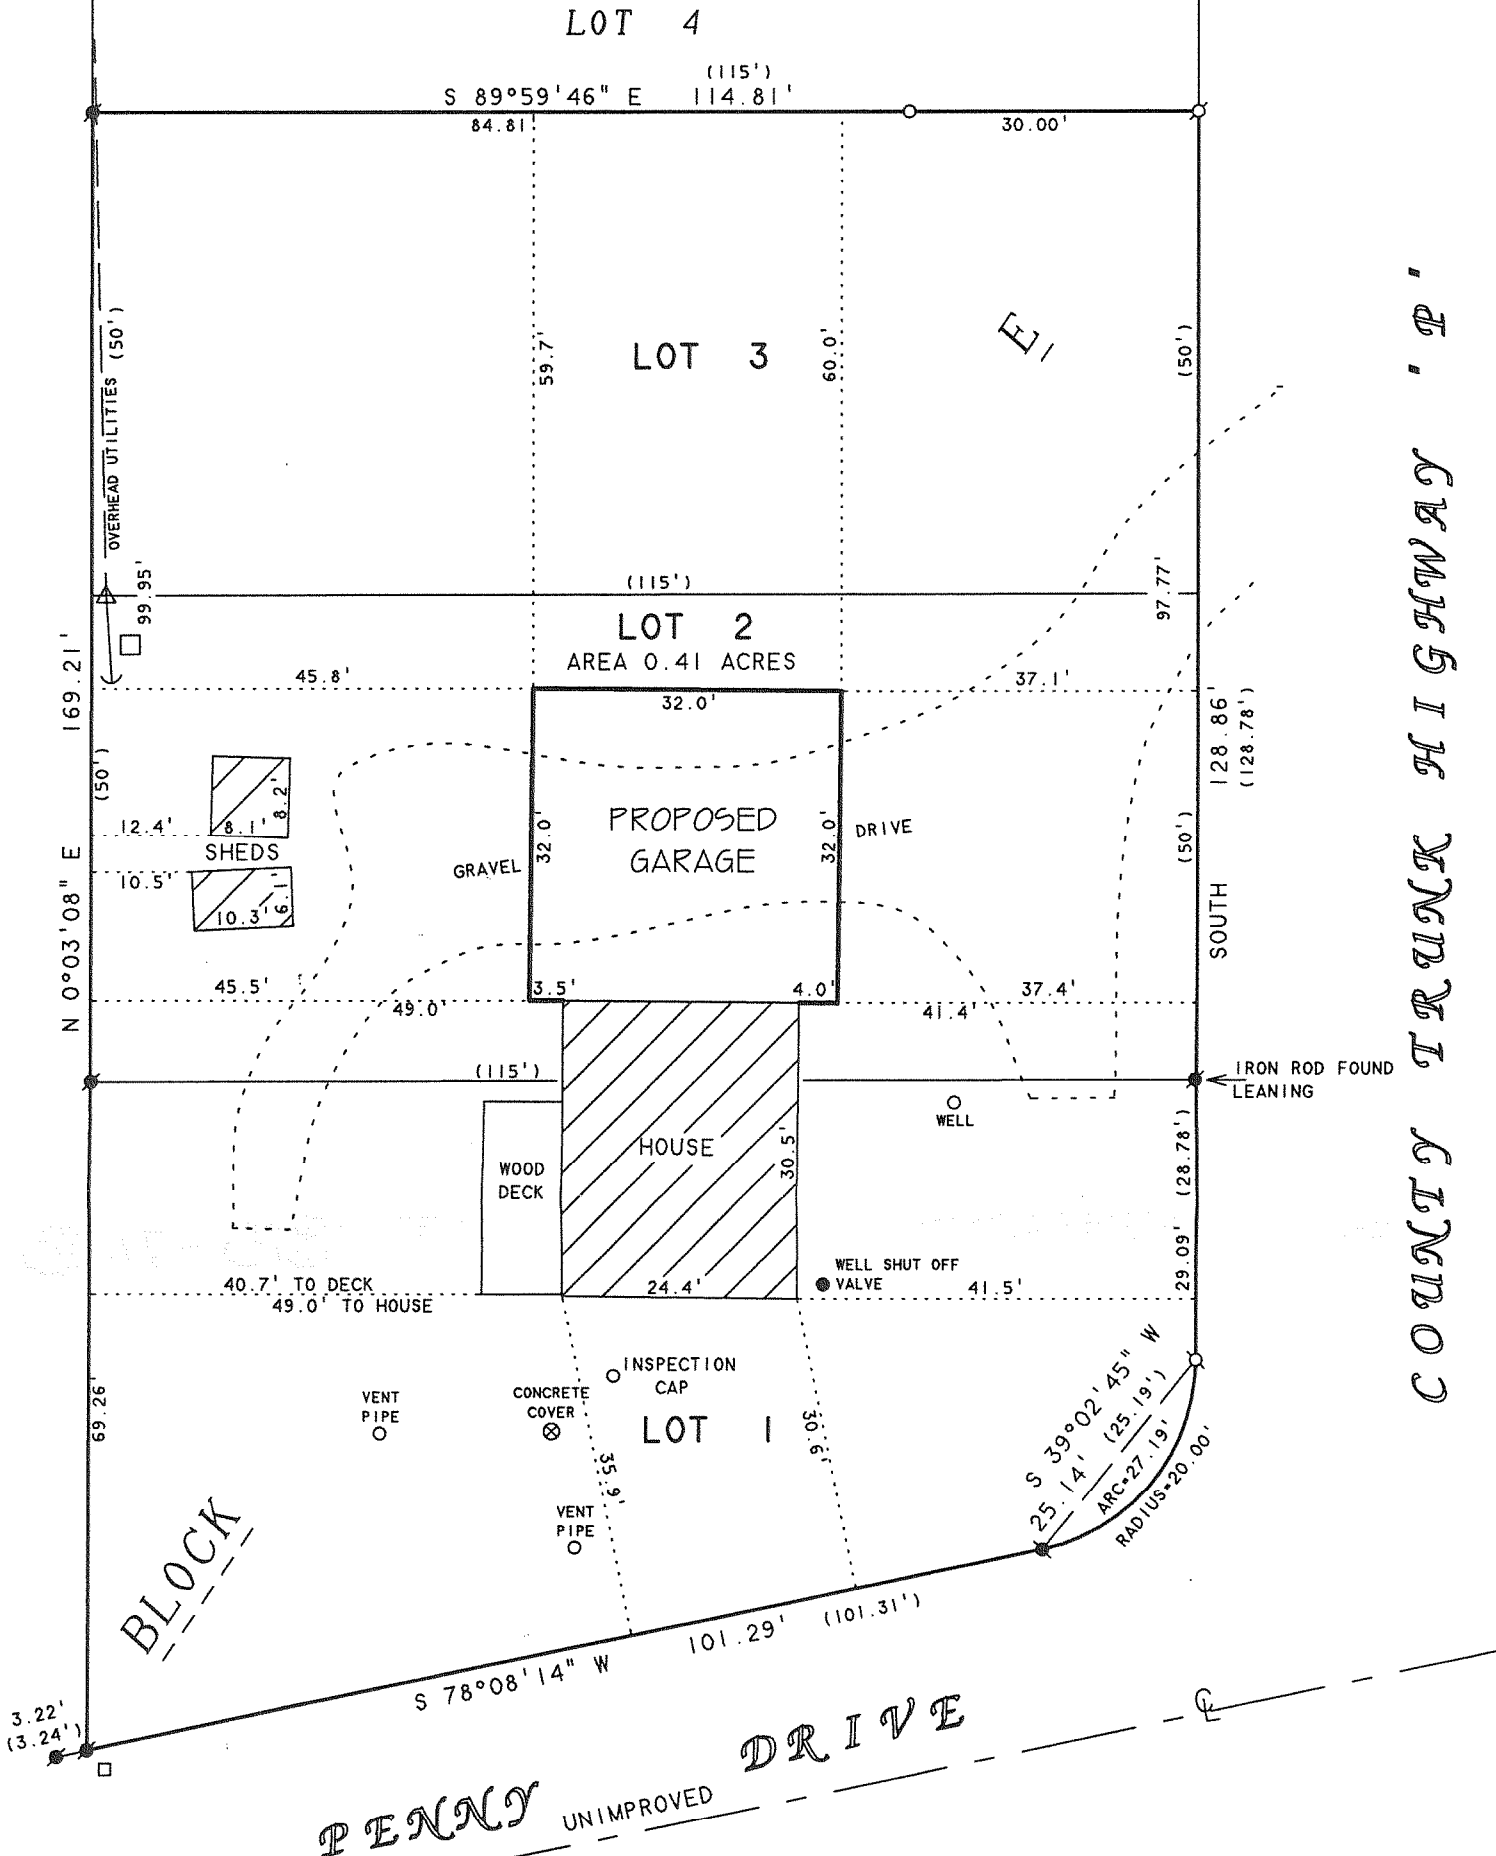 LOT 4
(115')
S 89°59'46" E 114.81'
84.81
30.00'
OVERHEAD UTILITIES (50')
59.7'
LOT 3
60.0'
E
(50')
99.95'
(115')
97.77'
LOT 2
AREA 0.41 ACRES
45.8'
32.0'
37.1'
N 0°03'08" E 169.21'
(50')
8.2'
12.4'
8.1'
SHEDS
10.5'
10.3'
6.1'
GRAVEL
32.0'
PROPOSED
GARAGE
32.0'
DRIVE
(50')
SOUTH 128.86'
(128.78')
COUNTY TRUNK HIGHWAY 'P'
45.5'
49.0'
3.5'
4.0'
41.4'
37.4'
(115')
IRON ROD FOUND
LEANING
WELL
HOUSE
30.5'
WOOD
DECK
(28.78')
29.09'
40.7' TO DECK
49.0' TO HOUSE
24.4'
WELL SHUT OFF
VALVE
41.5'
69.26'
VENT
PIPE
CONCRETE
COVER
INSPECTION
CAP
LOT 1
35.9'
30.6'
VENT
PIPE
S 39°02'45" W
25.14' (25.19')
ARC=27.19'
RADIUS=20.00'
BLOCK
S 78°08'14" W 101.29' (101.31')
3.22'
(3.24')
PENNY DRIVE
UNIMPROVED
CL